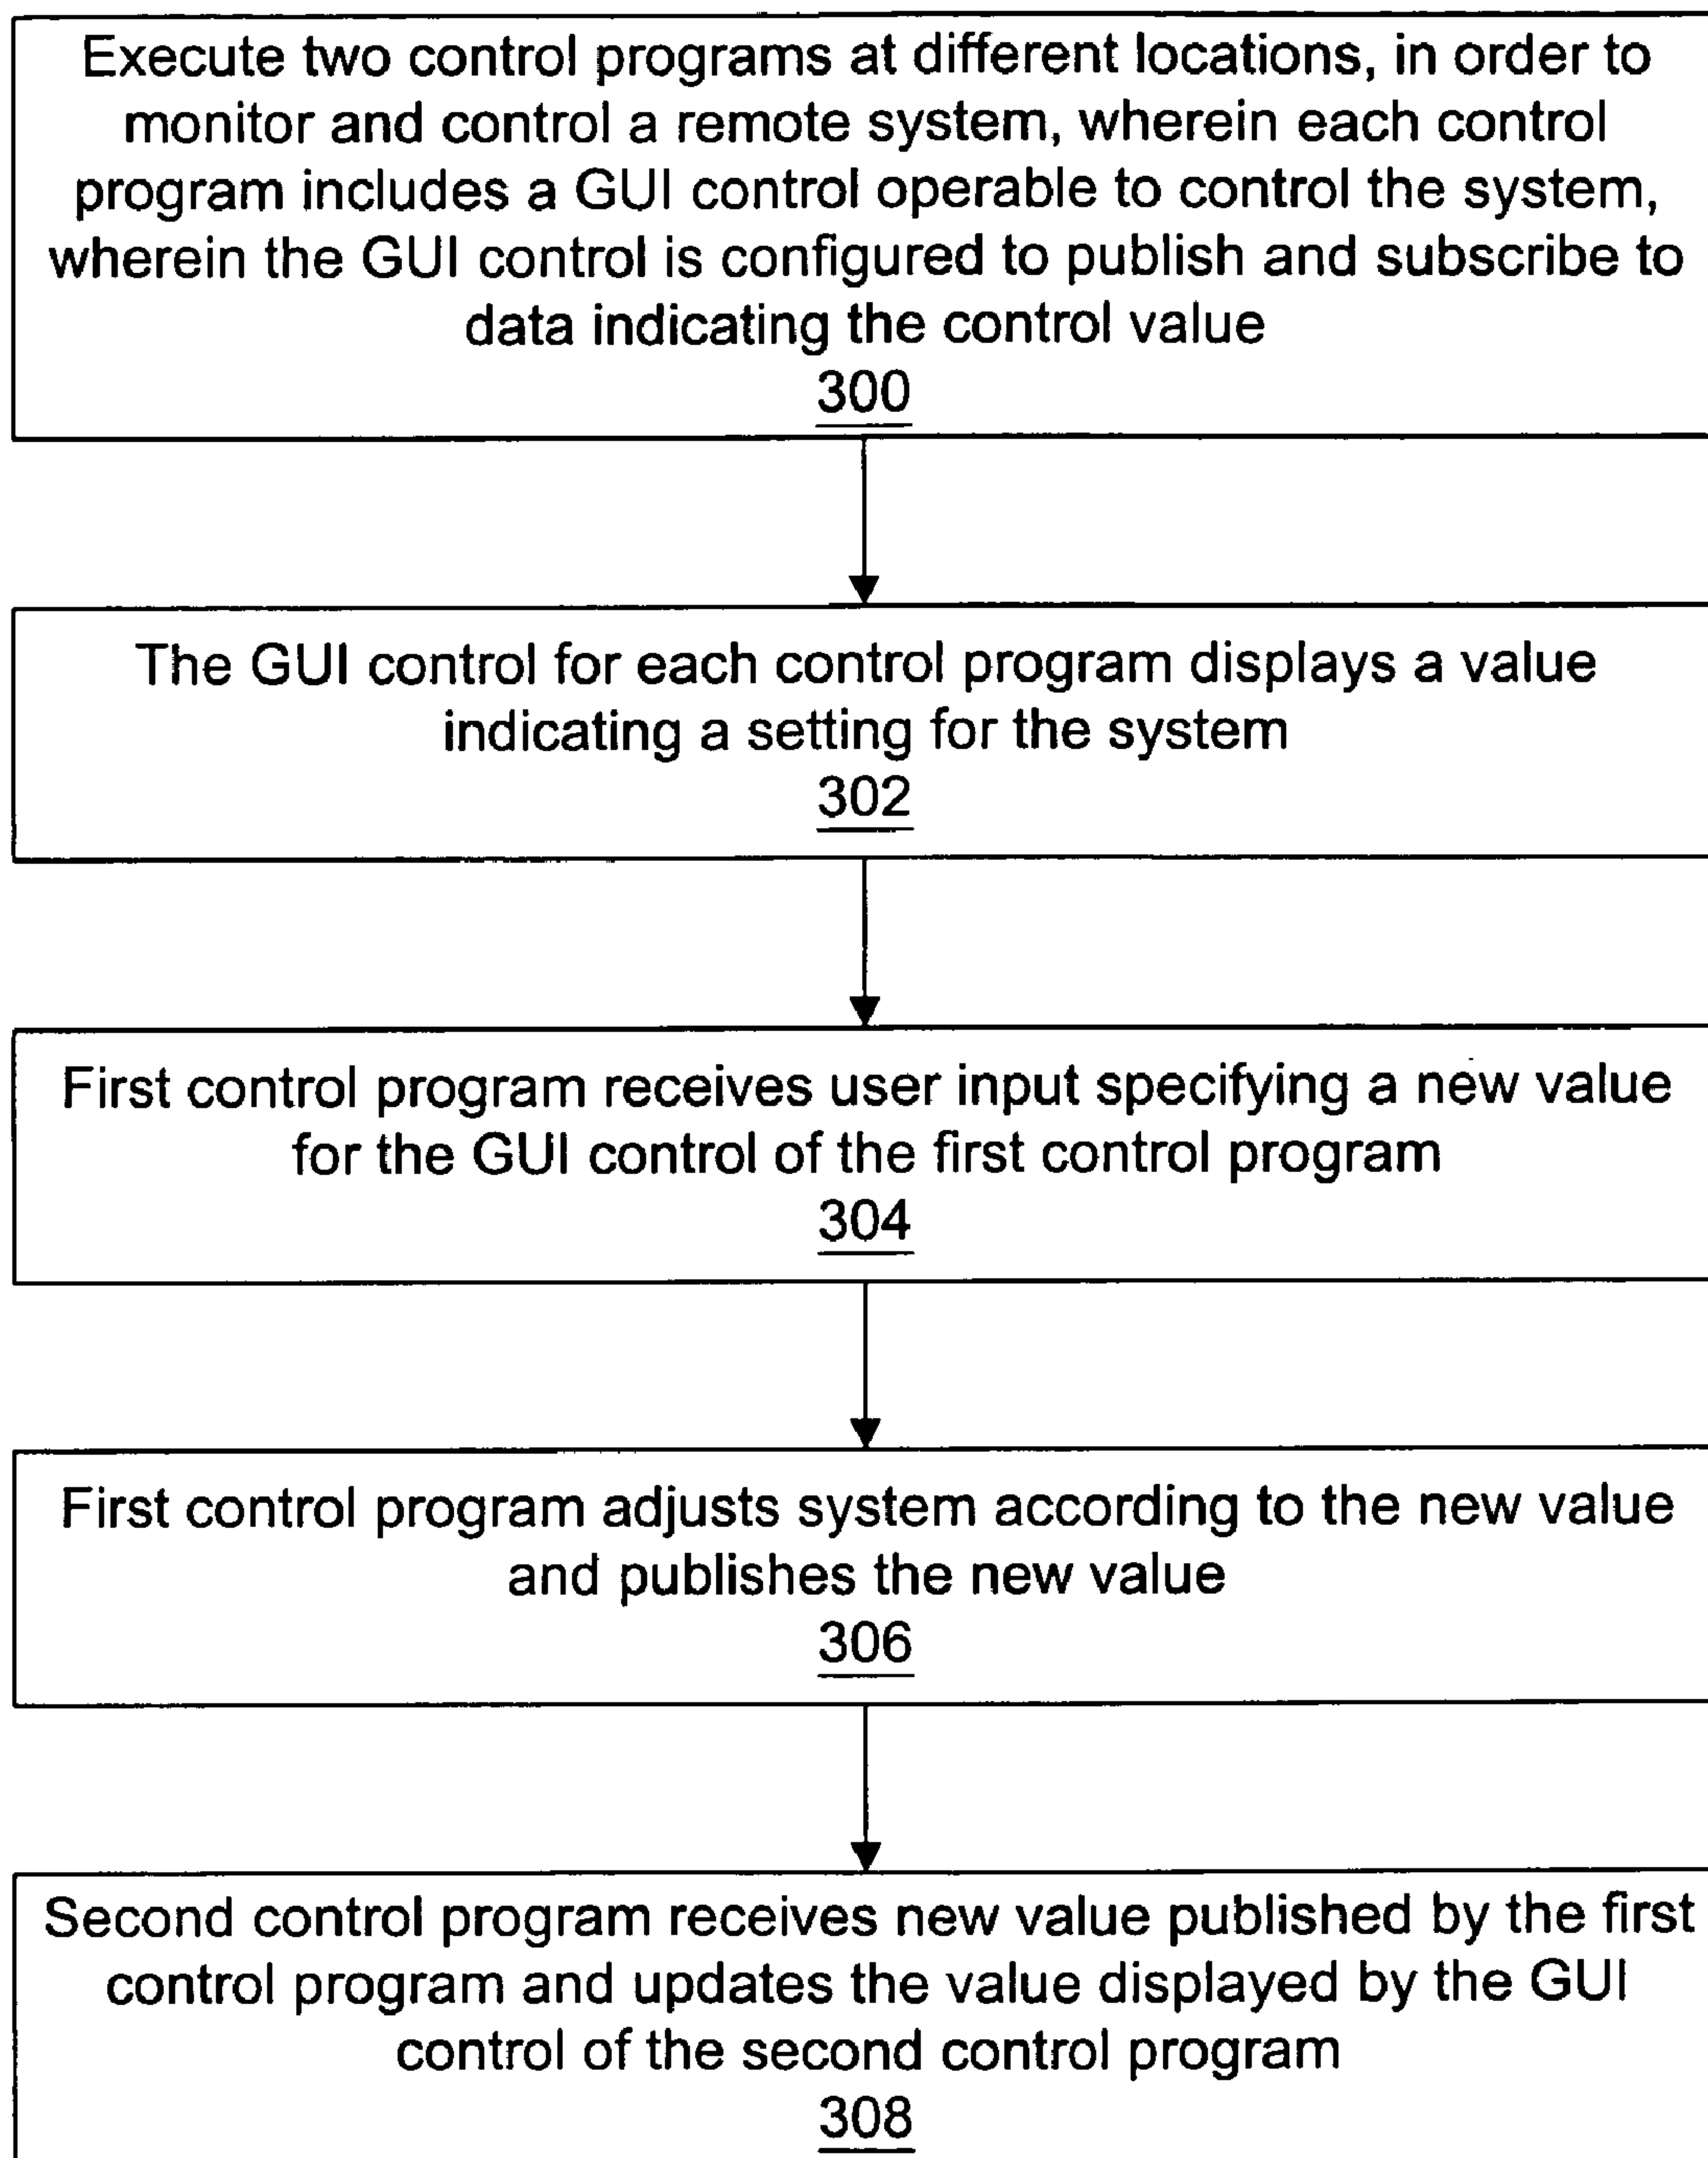 Execute two control programs at different locations, in order to
monitor and control a remote system, wherein each control
program includes a GUI control operable to control the system,
wherein the GUI control is configured to publish and subscribe to
data indicating the control value
300
The GUI control for each control program displays a value
indicating a setting for the system
302
First control program receives user input specifying a new value
for the GUI control of the first control program
304
First control program adjusts system according to the new value
and publishes the new value
306
Second control program receives new value published by the first
control program and updates the value displayed by the GUI
control of the second control program
308